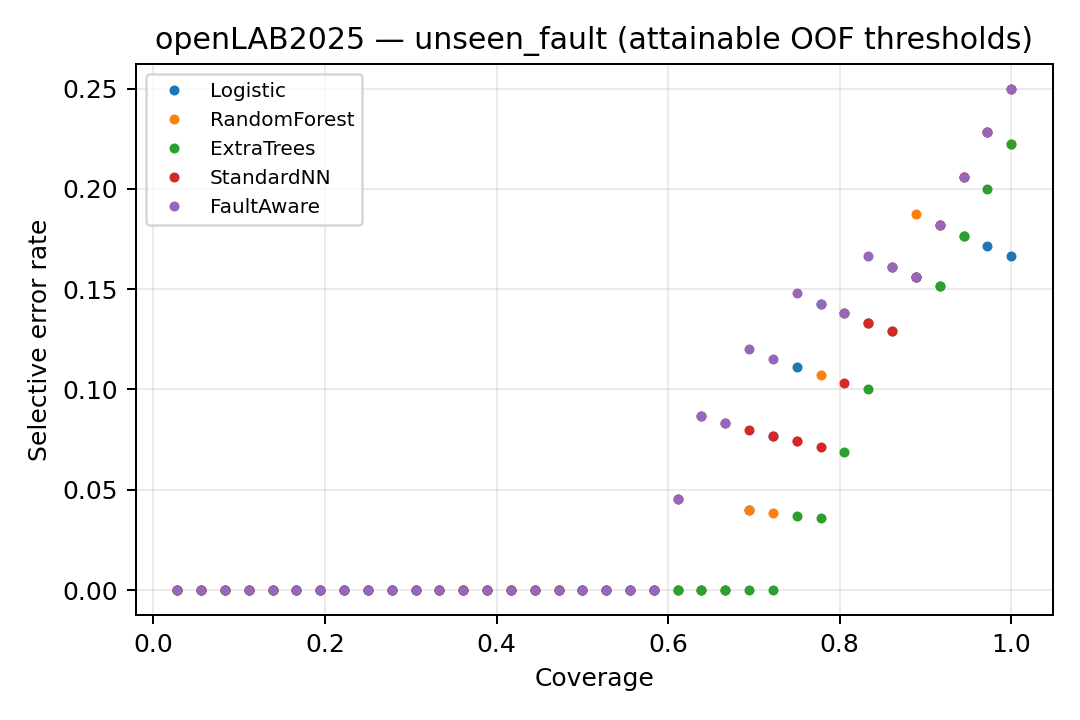 openLAB2025 — unseen_fault (attainable OOF thresholds)
Logistic
RandomForest
ExtraTrees
StandardNN
FaultAware
Selective error rate
0.25
0.20
0.15
0.10
0.05
0.00
0.0 0.2 0.4 0.6 0.8 1.0
Coverage